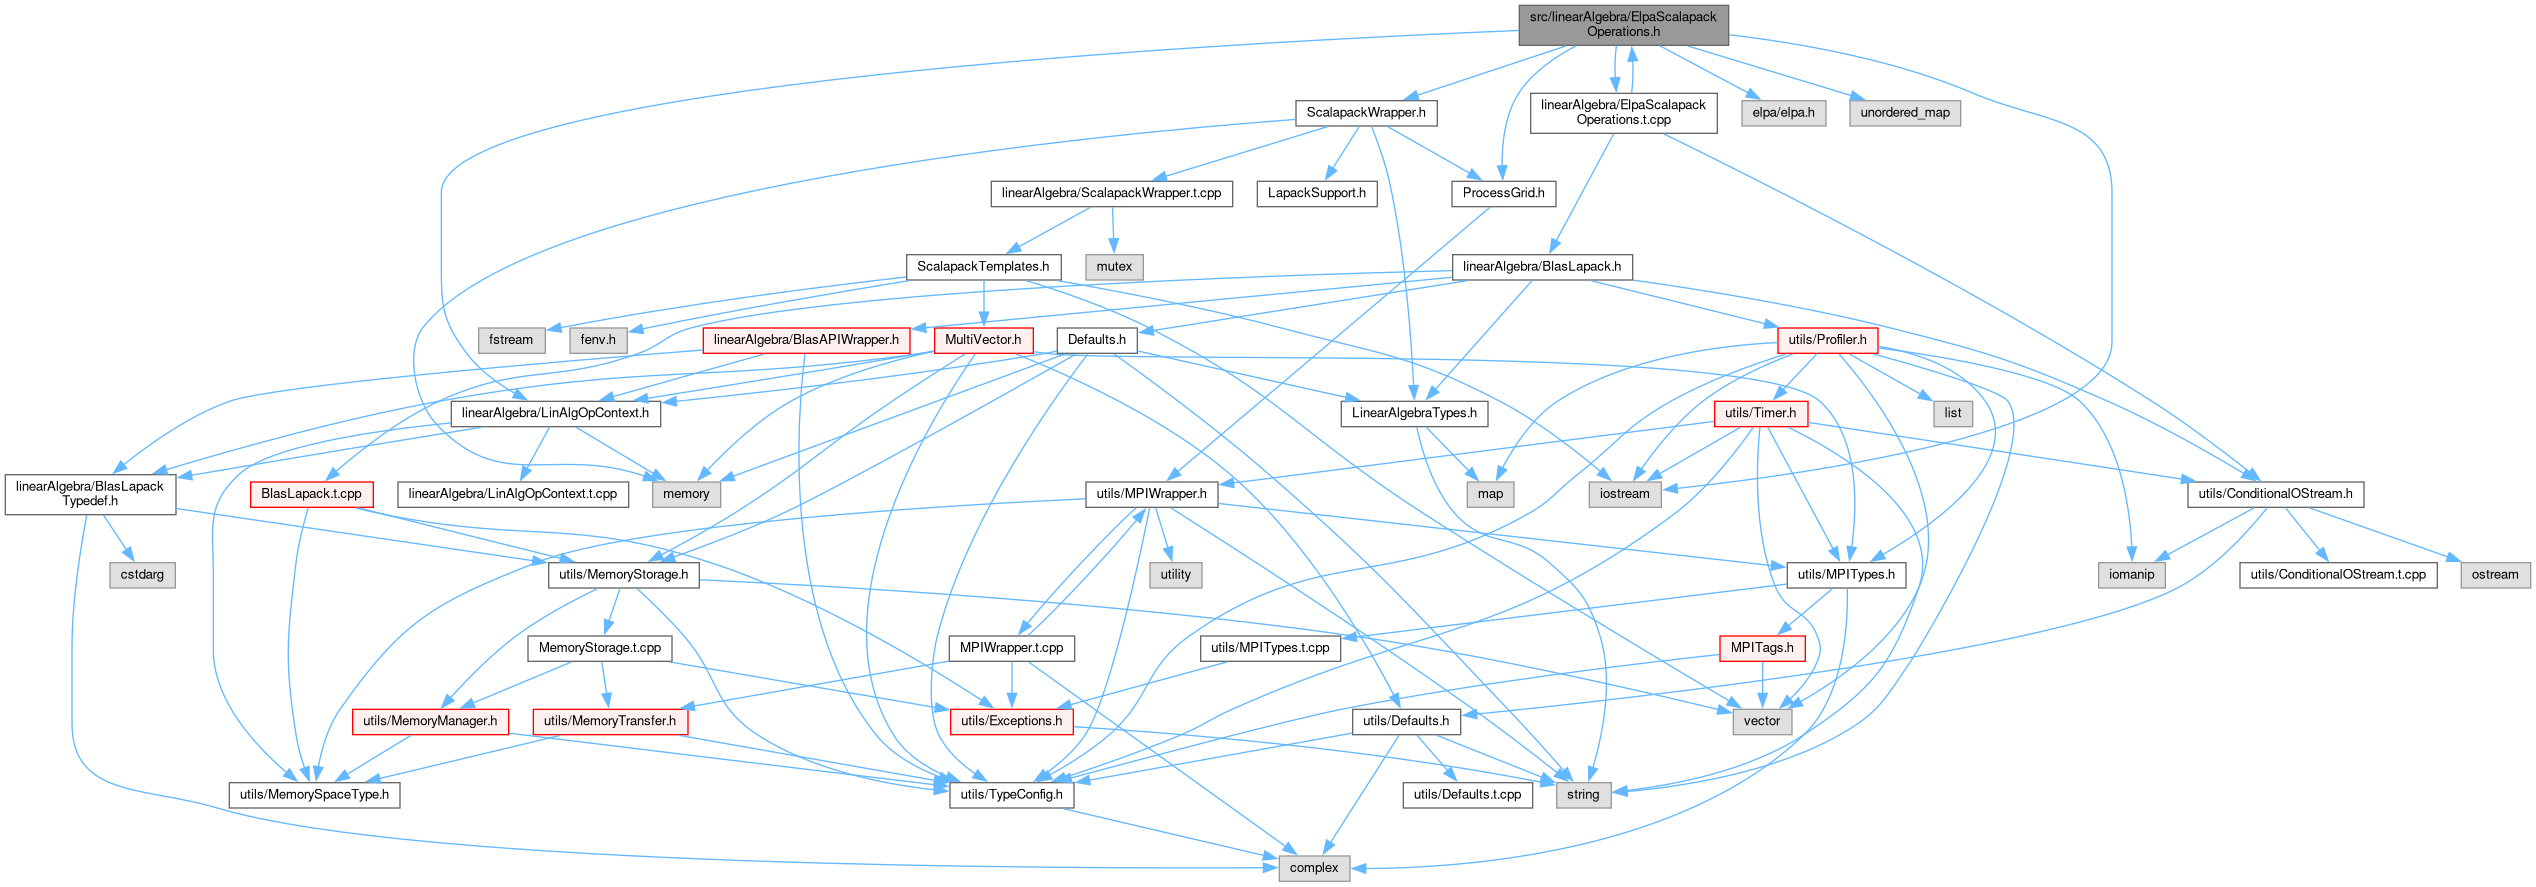 src/linearAlgebra/ElpaScalapack
Operations.h
ScalapackWrapper.h
linearAlgebra/ElpaScalapack
Operations.t.cpp
elpa/elpa.h
unordered_map
linearAlgebra/ScalapackWrapper.t.cpp
LapackSupport.h
ProcessGrid.h
ScalapackTemplates.h
mutex
linearAlgebra/BlasLapack.h
fstream
fenv.h
linearAlgebra/BlasAPIWrapper.h
MultiVector.h
Defaults.h
utils/Profiler.h
linearAlgebra/LinAlgOpContext.h
LinearAlgebraTypes.h
utils/Timer.h
list
linearAlgebra/BlasLapack
Typedef.h
BlasLapack.t.cpp
linearAlgebra/LinAlgOpContext.t.cpp
memory
utils/MPIWrapper.h
map
iostream
utils/ConditionalOStream.h
cstdarg
utils/MemoryStorage.h
utility
utils/MPITypes.h
iomanip
utils/ConditionalOStream.t.cpp
ostream
MemoryStorage.t.cpp
MPIWrapper.t.cpp
utils/MPITypes.t.cpp
MPITags.h
utils/MemoryManager.h
utils/MemoryTransfer.h
utils/Exceptions.h
utils/Defaults.h
vector
utils/MemorySpaceType.h
utils/TypeConfig.h
utils/Defaults.t.cpp
string
complex